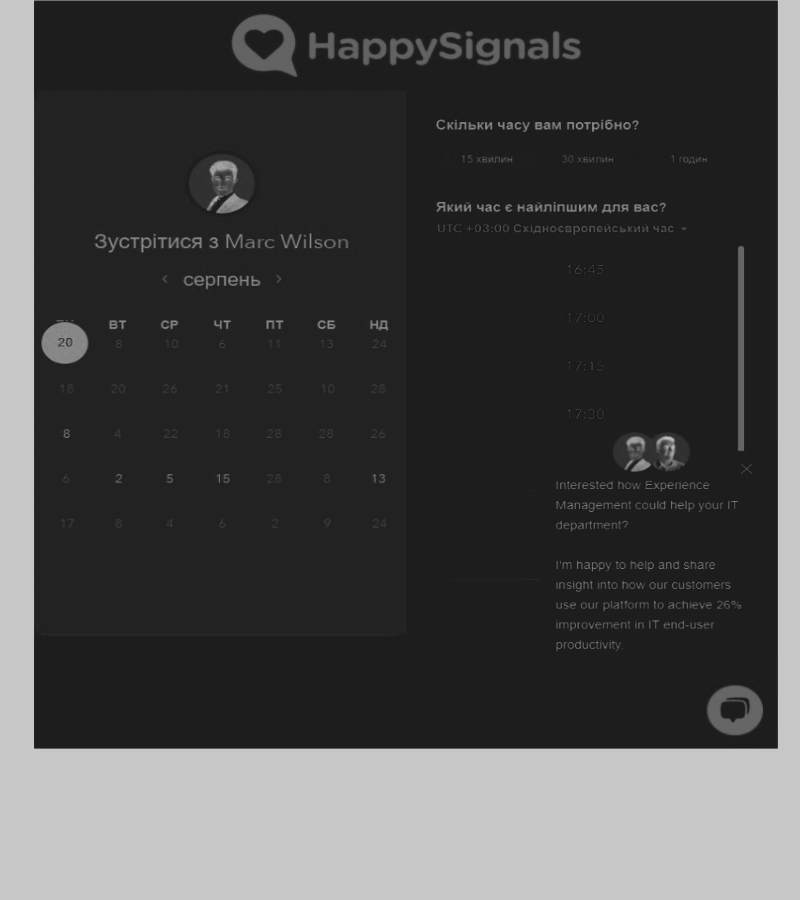 HappySignals
Зустрітися з Marc Wilson
серпень
ВТ СР ЧТ ПТ СБ НД
20 8 10 6 11 13 24
18 20 26 21 25 10 28
8 4 22 18 28 28 26
6 2 5 15 28 8 13
17 8 4 6 2 9 24
Скільки часу вам потрібно?
15 хвилин 30 хвилин 1 годин
Який час є найліпшим для вас?
UTC +03:00 Східноєвропейський час
16:45
17:00
17:15
17:30
Interested how Experience
Management could help your IT
department?
I'm happy to help and share
insight into how our customers
use our platform to achieve 26%
improvement in IT end-user
productivity.